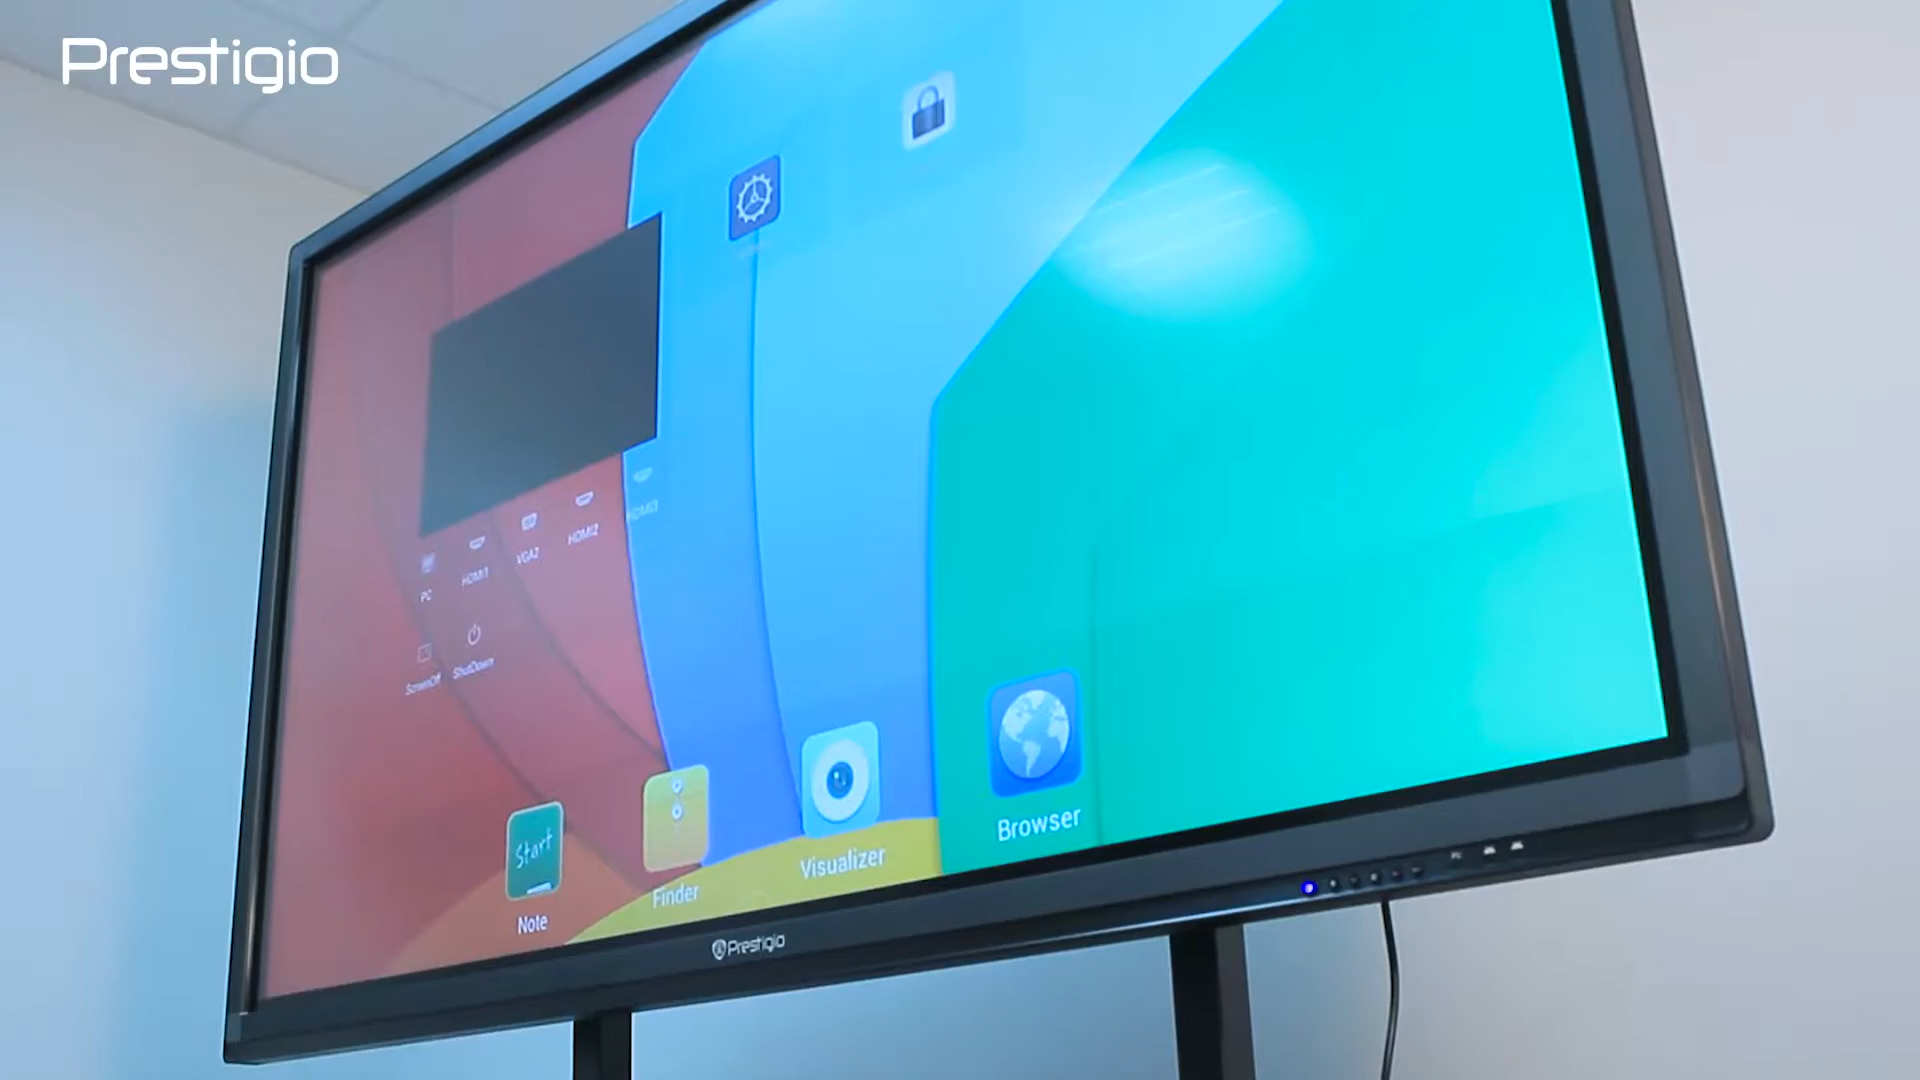 Prestigio
HDMI3
HDMI2
VGA2
HDMI1
PC
ShutDown
ScreenOff
Start
Browser
Visualizer
Finder
Note
Prestigio